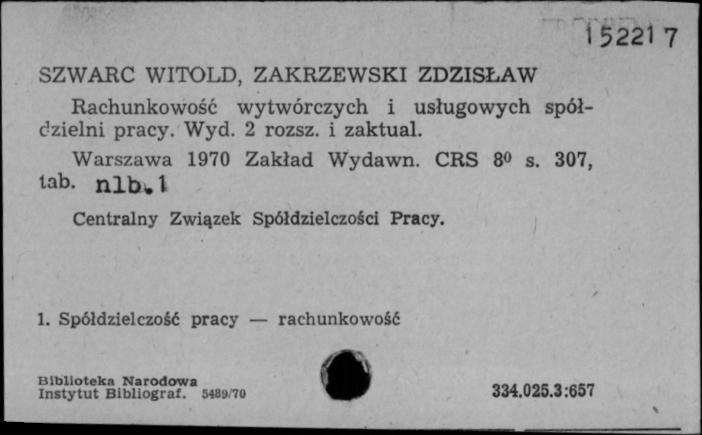 152217
SZWARC WITOLD, ZAKRZEWSKI ZDZISŁAW
Rachunkowość wytwórczych i usługowych spół-
dzielni pracy. Wyd. 2 rozsz. i zaktual.
Warszawa 1970 Zakład Wydawn. CRS 8⁰ s. 307,
tab. nlb. 1
Centralny Związek Spółdzielczości Pracy.
1. Spółdzielczość pracy — rachunkowość
Biblioteka Narodowa
Instytut Bibliograf. 5489/70
334.025.3:657